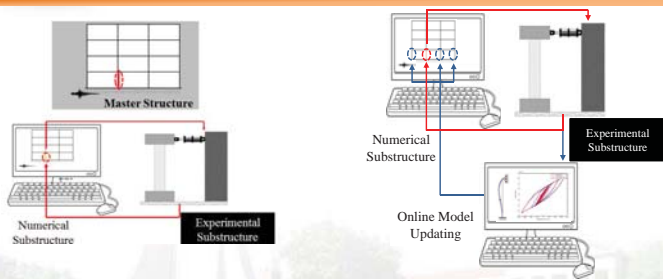 Master Structure
Numerical
Substructure
Experimental
Substructure
Numerical
Substructure
Experimental
Substructure
Online Model
Updating